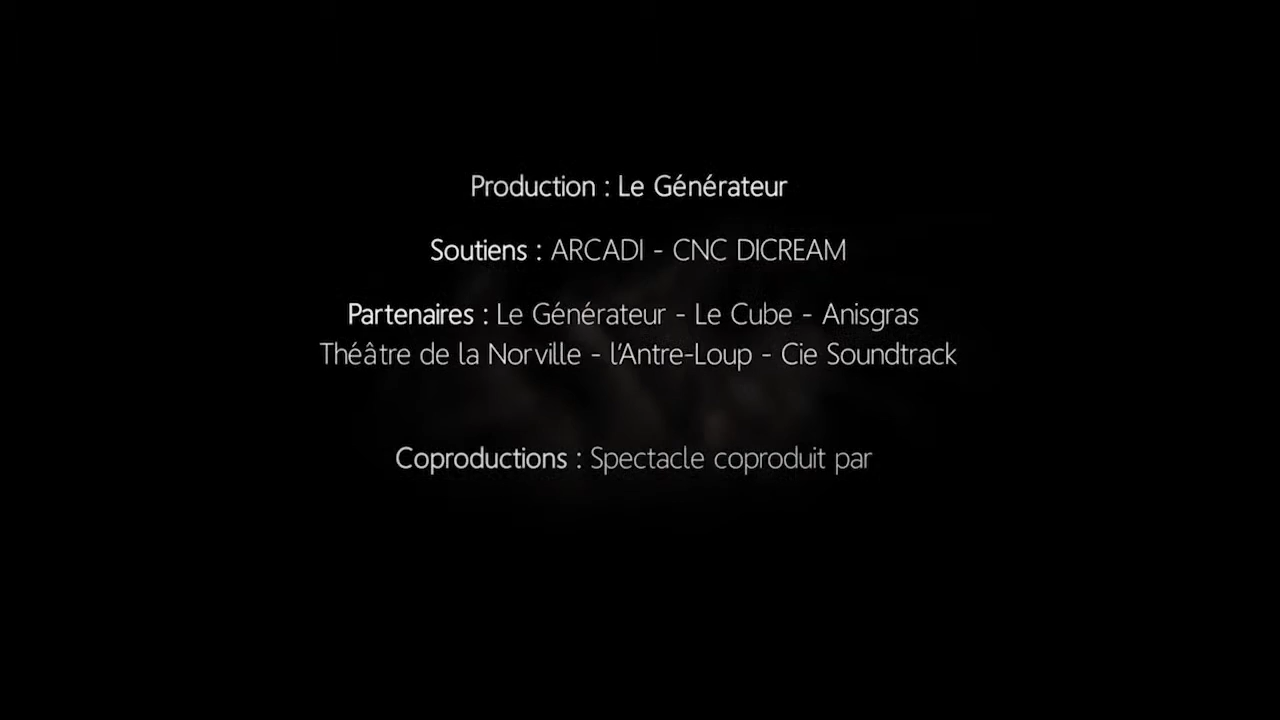 Production : Le Générateur
Soutiens : ARCADI - CNC DICREAM
Partenaires : Le Générateur - Le Cube - Anisgras
Théâtre de la Norville - l'Antre-Loup - Cie Soundtrack
Coproductions : Spectacle coproduit par